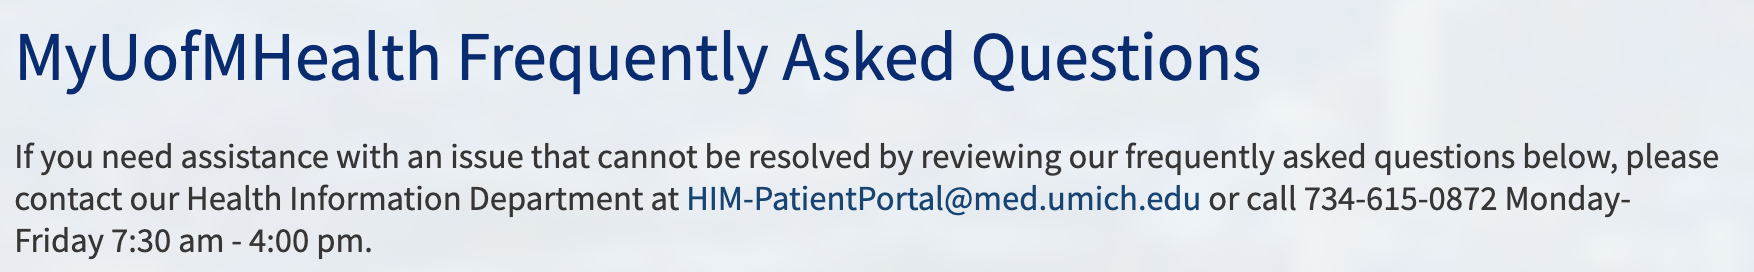 MyUofMHealth Frequently Asked Questions
If you need assistance with an issue that cannot be resolved by reviewing our frequently asked questions below, please
contact our Health Information Department at HIM-PatientPortal@med.umich.edu or call 734-615-0872 Monday-
Friday 7:30 am - 4:00 pm.